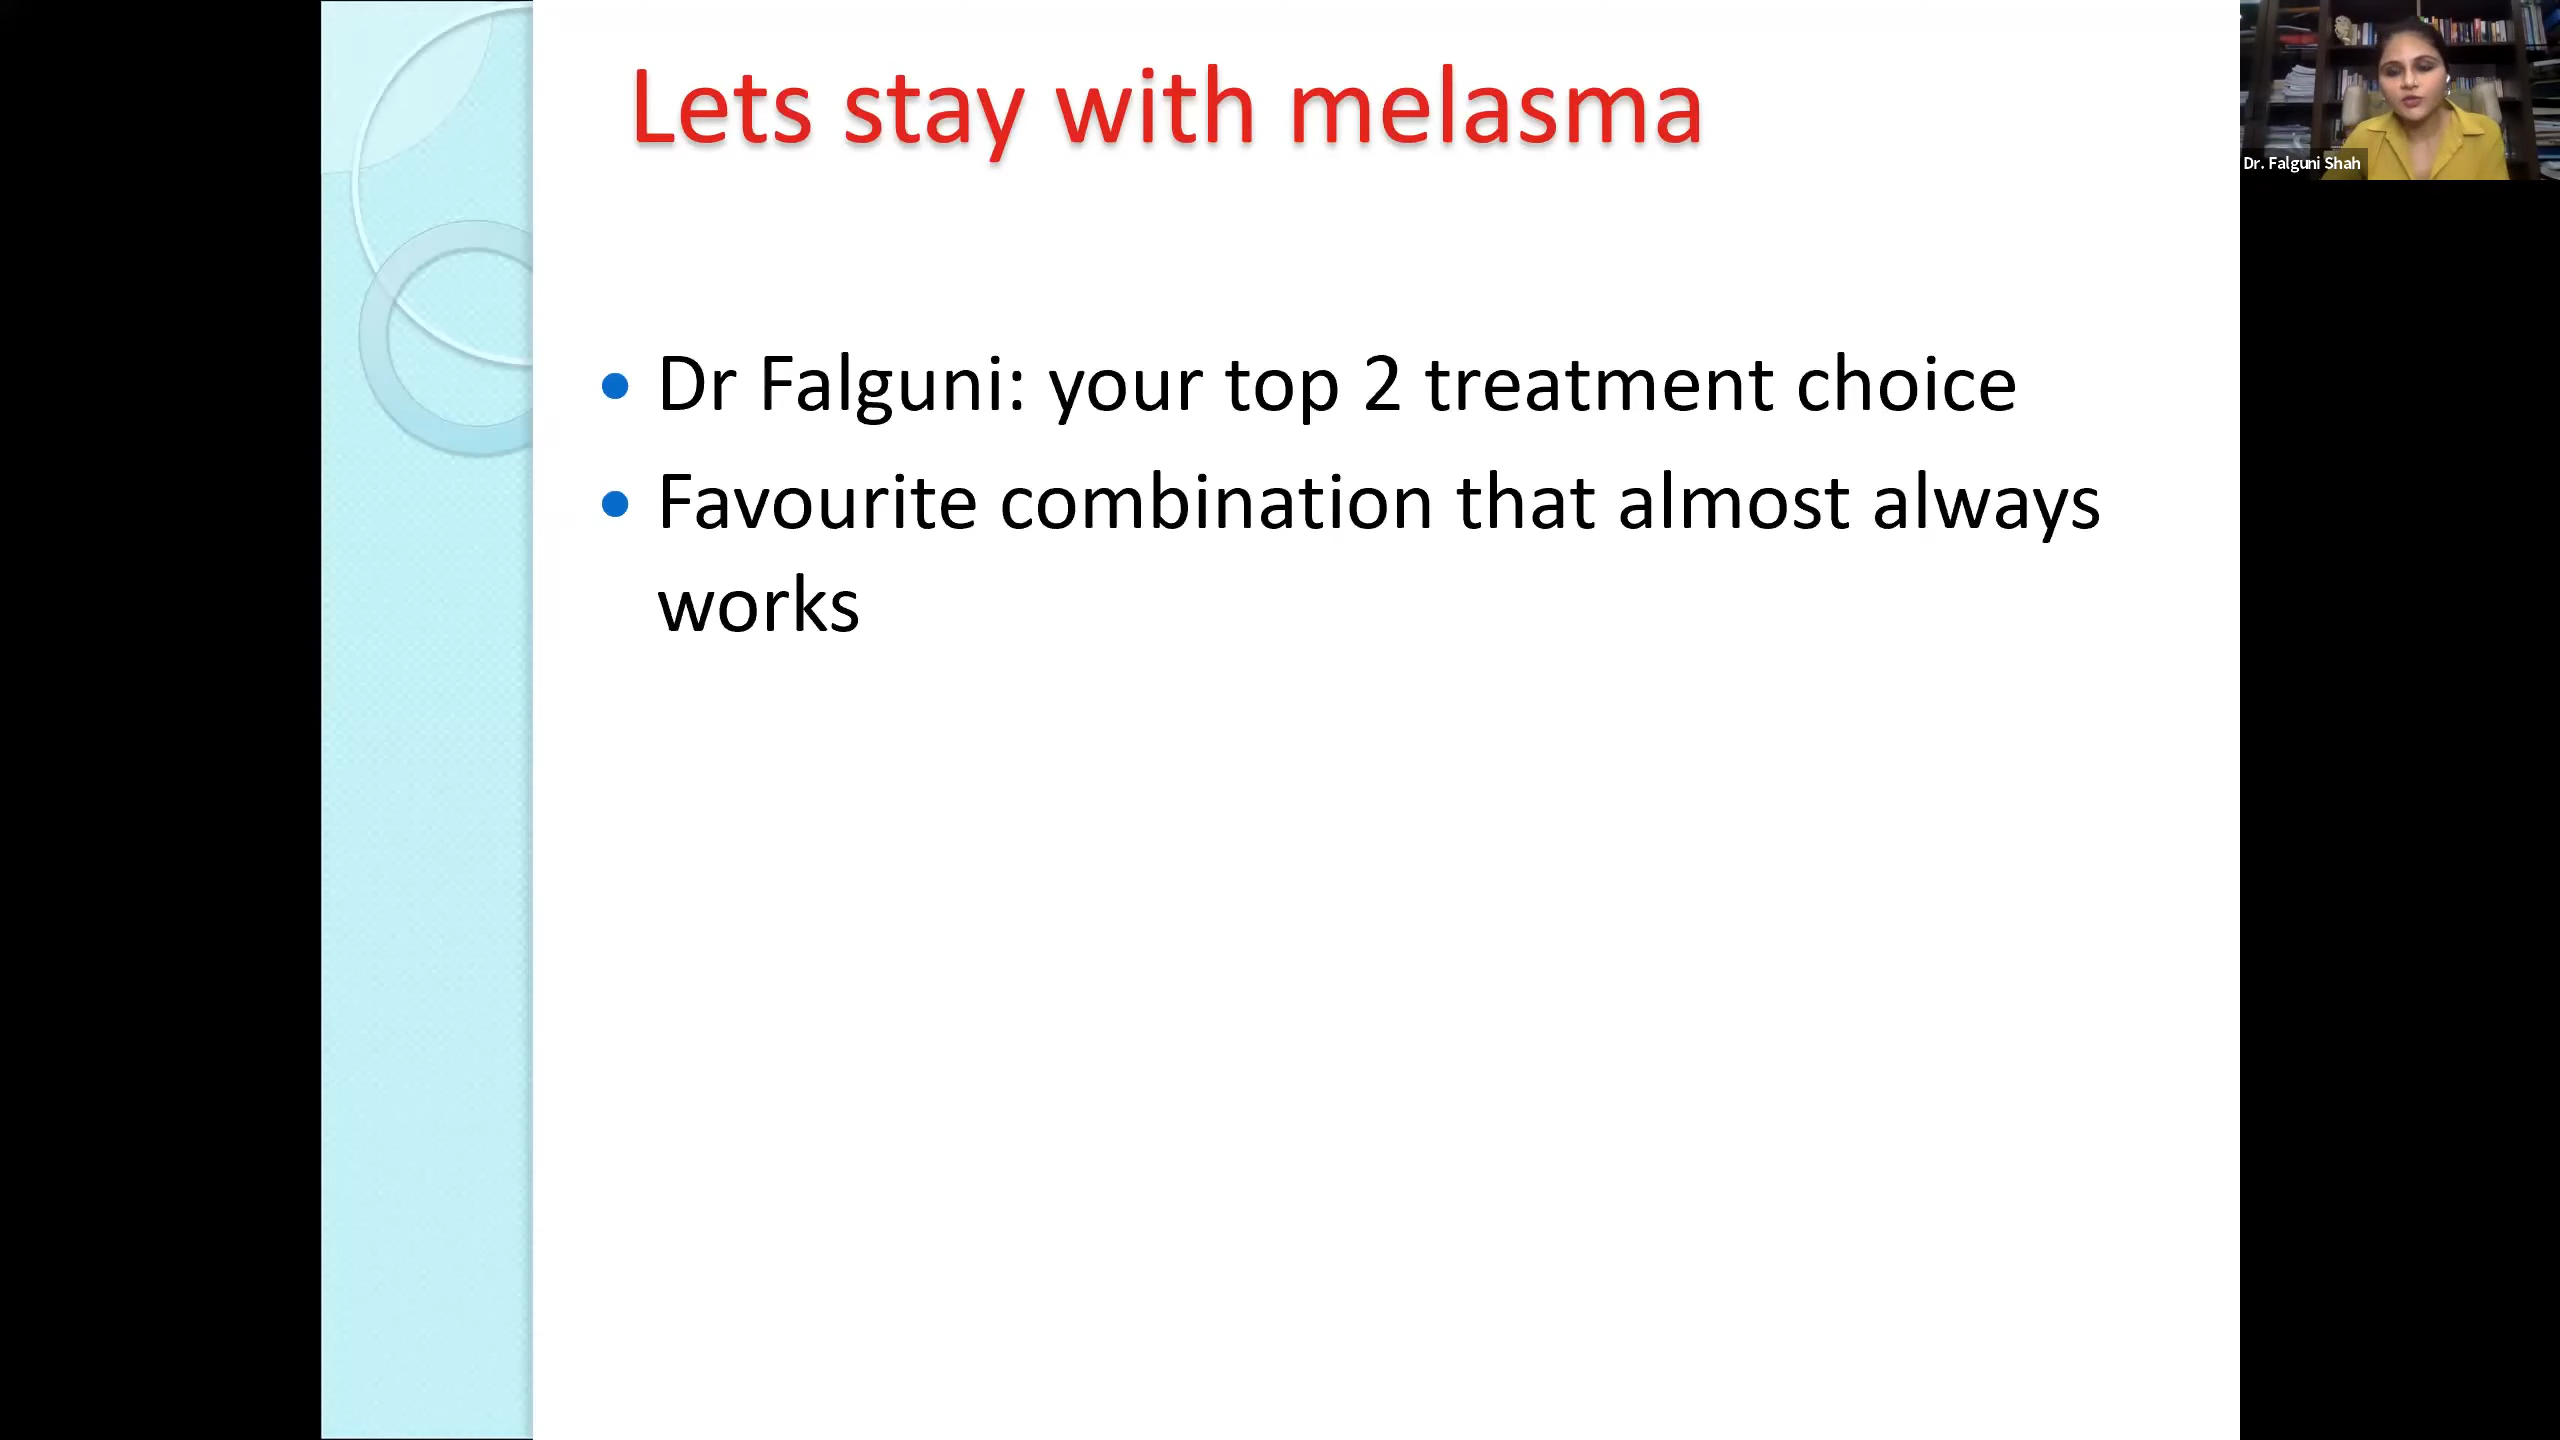 Lets stay with melasma
Dr. Falguni Shah
• Dr Falguni: your top 2 treatment choice
• Favourite combination that almost always
works